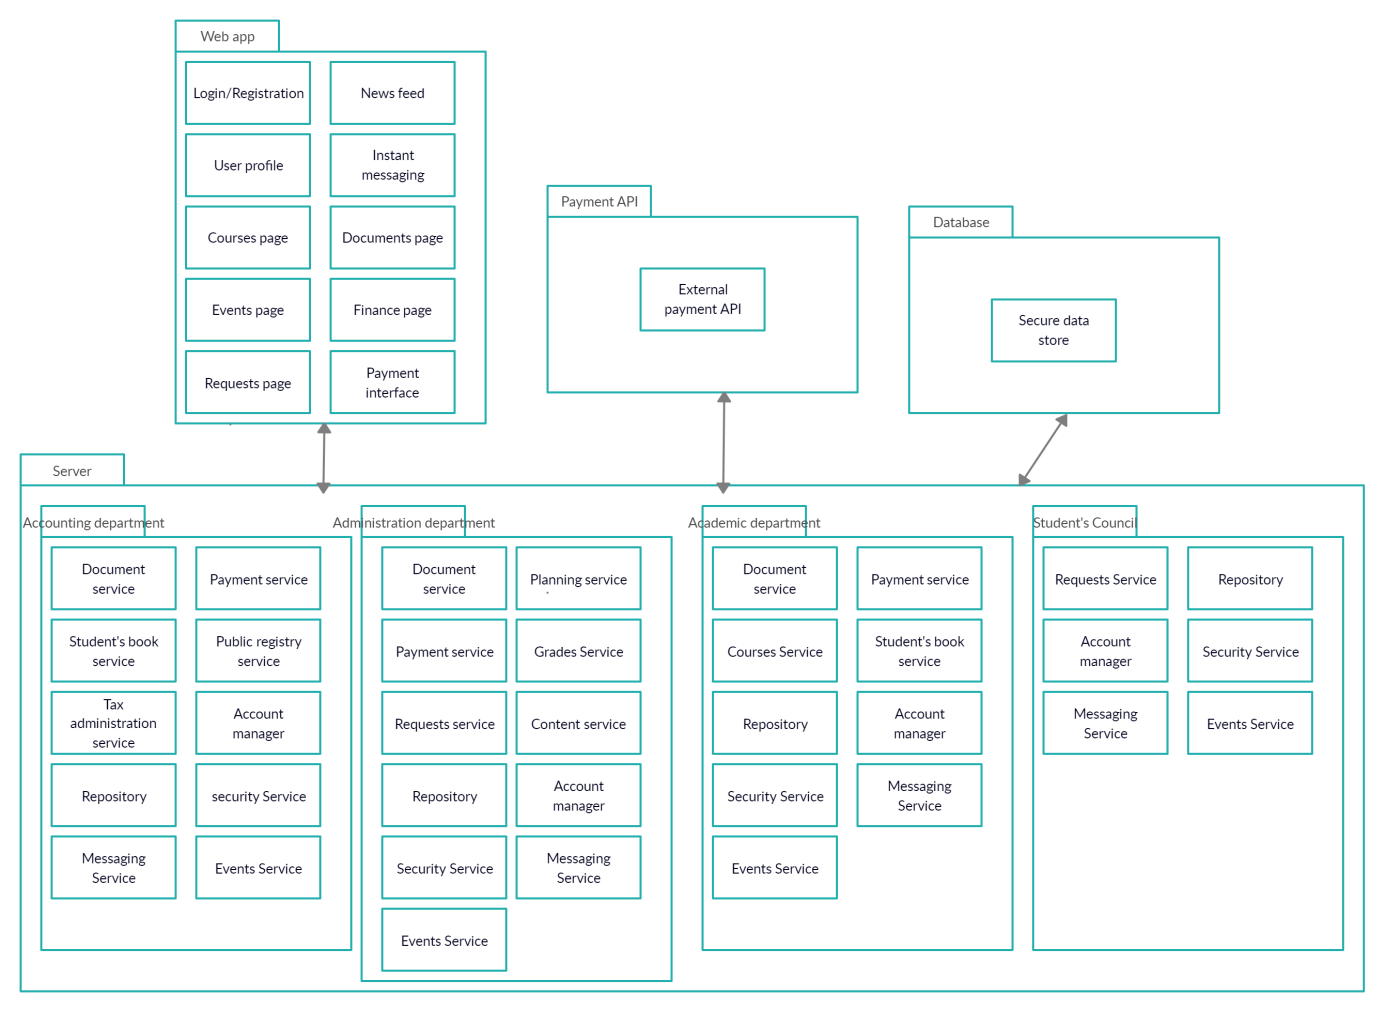 Web app
Login/Registration
News feed
User profile
Instant
messaging
Courses page
Documents page
Events page
Finance page
Requests page
Payment
interface
Payment API
External
payment API
Database
Secure data
store
Server
Accounting department
Document
service
Payment service
Student's book
service
Public registry
service
Tax
administration
service
Account
manager
Repository
security Service
Messaging
Service
Events Service
Administration department
Document
service
Planning service
Payment service
Grades Service
Requests service
Content service
Repository
Account
manager
Security Service
Messaging
Service
Events Service
Academic department
Document
service
Payment service
Courses Service
Student's book
service
Repository
Account
manager
Security Service
Messaging
Service
Events Service
Student's Council
Requests Service
Repository
Account
manager
Security Service
Messaging
Service
Events Service